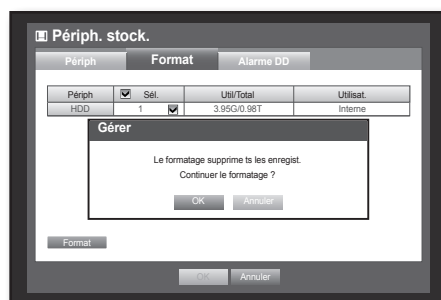 Périph. stock.
Périph Format Alarme DD
Périph Sél. Util/Total Utilisat.
HDD 1 3.95G/0.98T Interne
Gérer
Le formatage supprime ts les enregist.
Continuer le formatage ?
OK Annuler
Format
OK Annuler